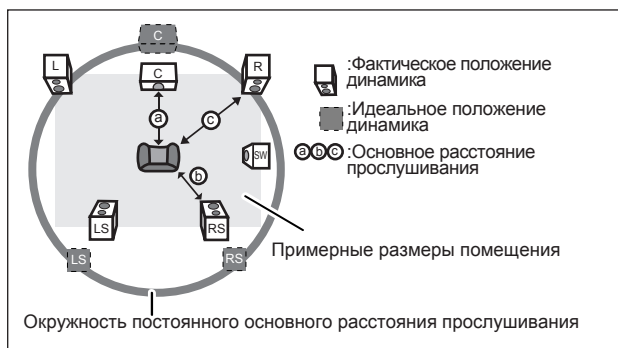 C
L
C
R
a
c
:Фактическое положение
динамика
:Идеальное положение
динамика
abc:Основное расстояние
прослушивания
SW
b
LS
RS
LS
RS
Примерные размеры помещения
Окружность постоянного основного расстояния прослушивания